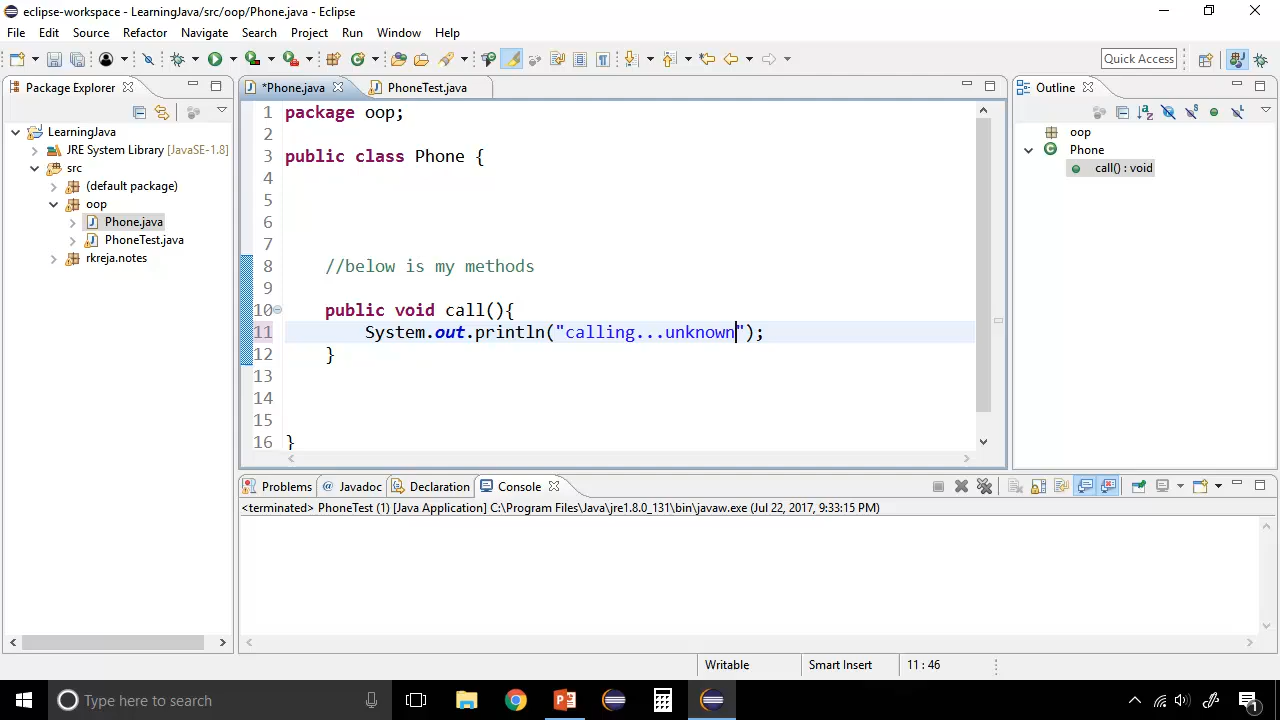 eclipse-workspace - LearningJava/src/oop/Phone.java - Eclipse
File Edit Source Refactor Navigate Search Project Run Window Help
Quick Access
Package Explorer
LearningJava
JRE System Library [JavaSE-1.8]
src
(default package)
oop
Phone.java
PhoneTest.java
rkreja.notes
*Phone.java PhoneTest.java
1 package oop;
2
3 public class Phone {
4
5
6
7
8 //below is my methods
9
10 public void call(){
11 System.out.println("calling...unknown");
12 }
13
14
15
16 }
Outline
oop
Phone
call() : void
Problems @ Javadoc Declaration Console
<terminated> PhoneTest (1) [Java Application] C:\Program Files\Java\jre1.8.0_131\bin\javaw.exe (Jul 22, 2017, 9:33:15 PM)
Writable Smart Insert 11 : 46
Type here to search
1